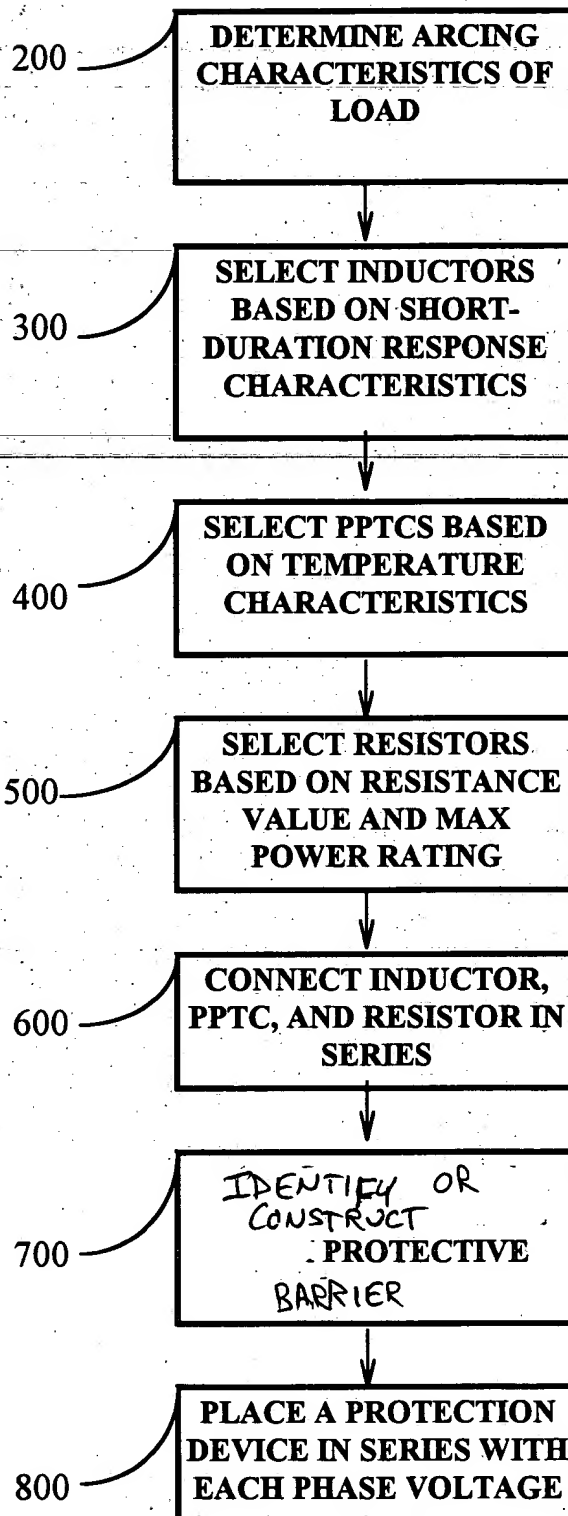 200
DETERMINE ARCING
CHARACTERISTICS OF
LOAD
300
SELECT INDUCTORS
BASED ON SHORT-
DURATION RESPONSE
CHARACTERISTICS
400
SELECT PPTCS BASED
ON TEMPERATURE
CHARACTERISTICS
500
SELECT RESISTORS
BASED ON RESISTANCE
VALUE AND MAX
POWER RATING
600
CONNECT INDUCTOR,
PPTC, AND RESISTOR IN
SERIES
700
IDENTIFY OR
CONSTRUCT
PROTECTIVE
BARRIER
800
PLACE A PROTECTION
DEVICE IN SERIES WITH
EACH PHASE VOLTAGE